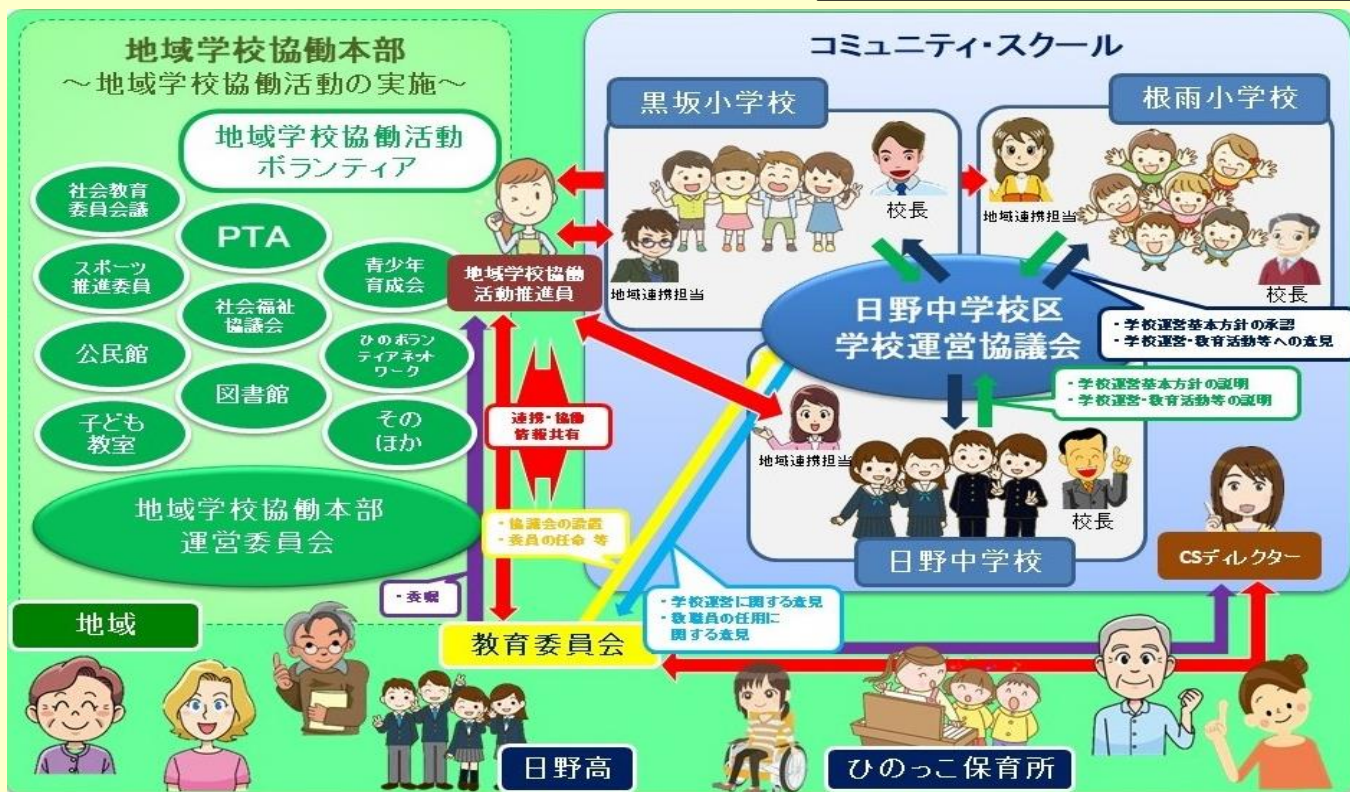 地域学校協働本部
～地域学校協働活動の実施～
地域学校協働活動
ボランティア
社会教育
委員会議
PTA
スポーツ
推進委員
青少年
育成会
社会福祉
協議会
公民館
ひのボラン
ティアネット
ワーク
図書館
子ども
教室
その
ほか
地域学校協働本部
運営委員会
地域学校協働
活動推進員
連携・協働
情報共有
・委嘱
・協議会の設置
・委員の任命 等
コミュニティ・スクール
黒坂小学校
校長
地域連携担当
根雨小学校
地域連携担当
校長
日野中学校区
学校運営協議会
・学校運営基本方針の承認
・学校運営・教育活動等への意見
・学校運営基本方針の説明
・学校運営・教育活動等の説明
地域連携担当
校長
日野中学校
CSディレクター
・学校運営に関する意見
・教職員の任用に
関する意見
教育委員会
地域
日野高
ひのっこ保育所